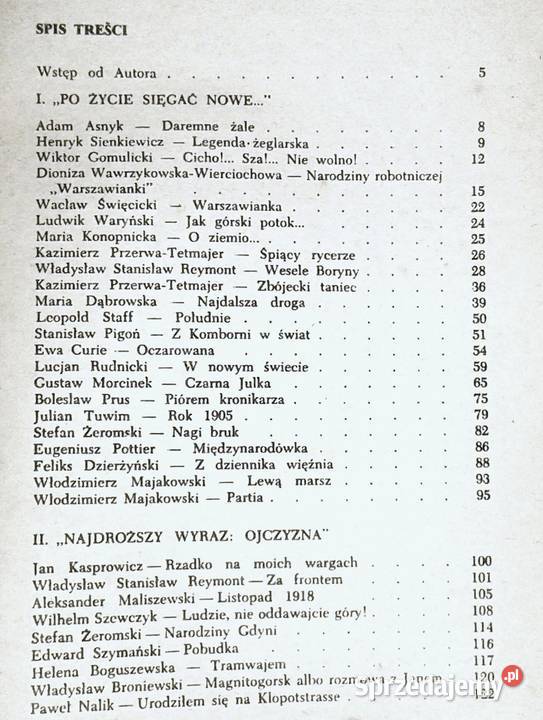 SPIS TREŚCI
Wstęp od Autora . . . . . . . . . . . . 5
I. „PO ŻYCIE SIĘGAĆ NOWE..."
Adam Asnyk — Daremne żale . . . . . . . 8
Henryk Sienkiewicz — Legenda żeglarska . . . . . 9
Wiktor Gomulicki — Cicho!... Sza!... Nie wolno! . . . . 12
Dioniza Wawrzykowska-Wierciochowa — Narodziny robotniczej
„Warszawianki" . . . . . . . . . . . 15
Wacław Święcicki — Warszawianka . . . . . . 22
Ludwik Waryński — Jak górski potok... . . . . . 24
Maria Konopnicka — O ziemio... . . . . . . . 25
Kazimierz Przerwa-Tetmajer — Śpiący rycerze . . . . 26
Władysław Stanisław Reymont — Wesele Boryny . . . . 28
Kazimierz Przerwa-Tetmajer — Zbójecki taniec . . . . 36
Maria Dąbrowska — Najdalsza droga . . . . . . 39
Leopold Staff — Południe . . . . . . . . 50
Stanisław Pigoń — Z Komborni w świat . . . . . 51
Ewa Curie — Oczarowana . . . . . . . . 54
Lucjan Rudnicki — W nowym świecie . . . . . . 59
Gustaw Morcinek — Czarna Julka . . . . . . 65
Bolesław Prus — Piórem kronikarza . . . . . . 75
Julian Tuwim — Rok 1905 . . . . . . . . 79
Stefan Żeromski — Nagi bruk . . . . . . . 82
Eugeniusz Pottier — Międzynarodówka . . . . . 86
Feliks Dzierżyński — Z dziennika więźnia . . . . . 88
Włodzimierz Majakowski — Lewą marsz . . . . . 93
Włodzimierz Majakowski — Partia . . . . . . 95
II. „NAJDROŻSZY WYRAZ: OJCZYZNA"
Jan Kasprowicz — Rzadko na moich wargach . . . . 100
Władysław Stanisław Reymont — Za frontem . . . . 101
Aleksander Maliszewski — Listopad 1918 . . . . . 105
Wilhelm Szewczyk — Ludzie, nie oddawajcie góry! . . . . 108
Stefan Żeromski — Narodziny Gdyni . . . . . . 114
Edward Szymański — Pobudka . . . . . . . 116
Helena Boguszewska — Tramwajem . . . . . . 117
Władysław Broniewski — Magnitogorsk albo rozmowa z Janem 120
Paweł Nalik — Urodziłem się na Klopotstrasse . . . . 122
sprzedajemy.pl